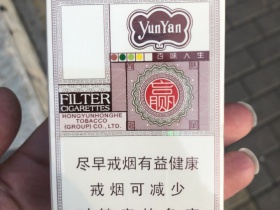 YunYan
百味人生
赢
FILTER
CIGARETTES
HONGYUNHONGHE
TOBACCO
(GROUP) CO., LTD.
尽早戒烟有益健康
戒烟可减少